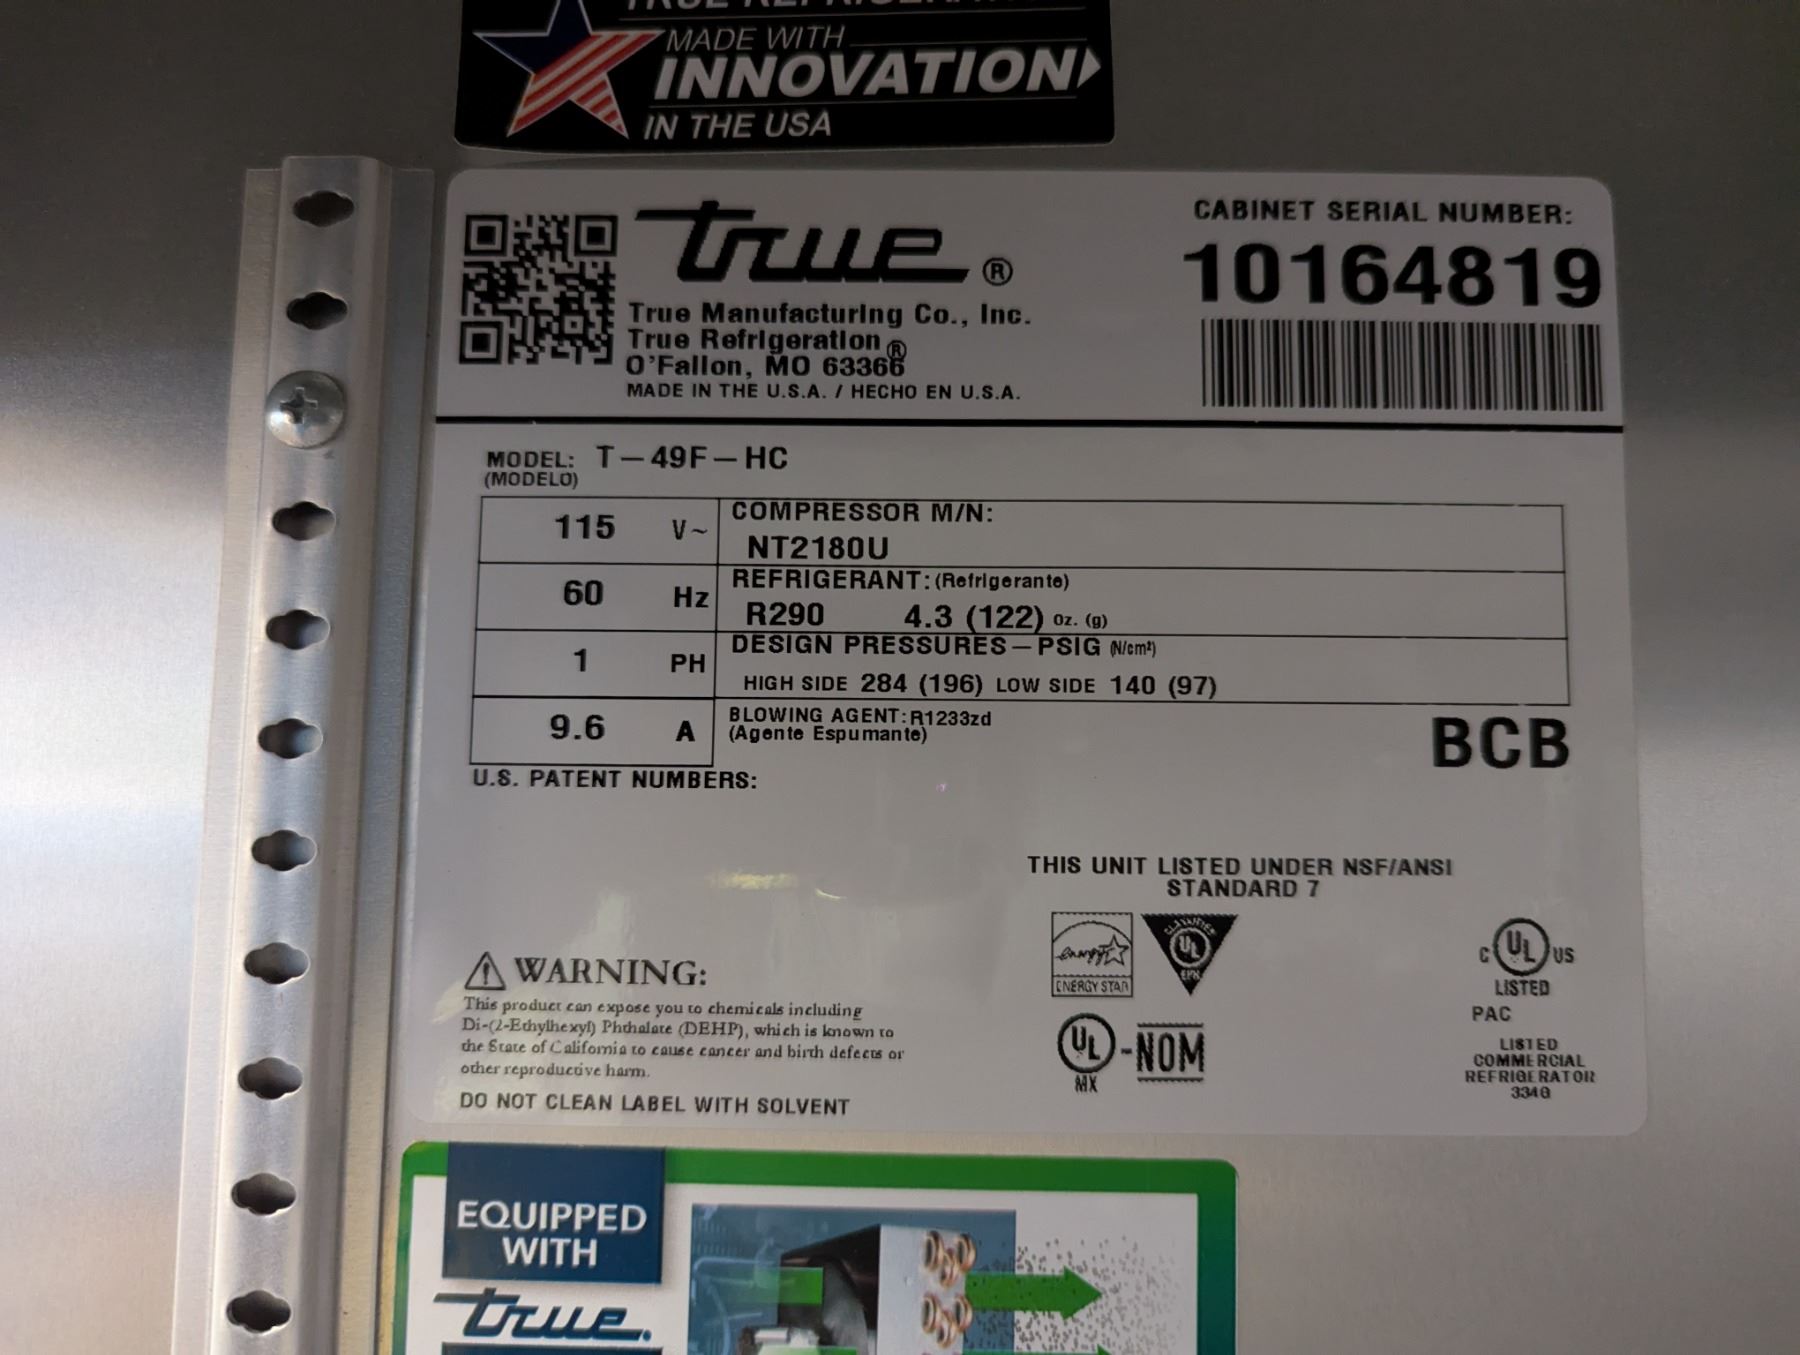 MADE WITH
INNOVATION
IN THE USA
true®
True Manufacturing Co., Inc.
True Refrigeration®
O'Fallon, MO 63366
MADE IN THE U.S.A. / HECHO EN U.S.A.
CABINET SERIAL NUMBER:
10164819
MODEL: T-49F-HC
(MODELO)
115 V~
60 Hz
1 PH
9.6 A
COMPRESSOR M/N:
NT2180U
REFRIGERANT: (Refrigerante)
R290 4.3 (122) oz. (g)
DESIGN PRESSURES - PSIG (N/cm²)
HIGH SIDE 284 (196) LOW SIDE 140 (97)
BLOWING AGENT: R1233zd
(Agente Espumante)
BCB
U.S. PATENT NUMBERS:
THIS UNIT LISTED UNDER NSF/ANSI
STANDARD 7
energy
ENERGY STAR
CLASSIFIED
UL
EPH
C UL US
LISTED
PAC
UL-NOM
MX
LISTED
COMMERCIAL
REFRIGERATOR
334G
WARNING:
This product can expose you to chemicals including
Di-(2-Ethylhexyl) Phthalate (DEHP), which is known to
the State of California to cause cancer and birth defects or
other reproductive harm.
DO NOT CLEAN LABEL WITH SOLVENT
EQUIPPED
WITH
true.